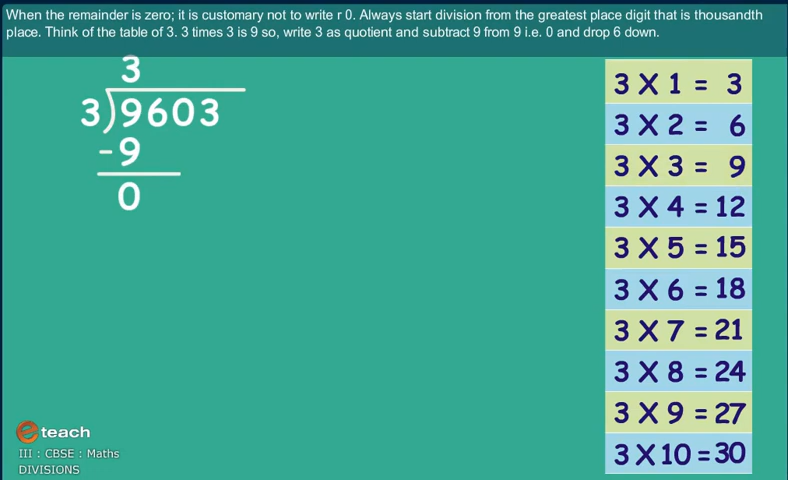 When the remainder is zero; it is customary not to write r 0. Always start division from the greatest place digit that is thousandth
place. Think of the table of 3. 3 times 3 is 9 so, write 3 as quotient and subtract 9 from 9 i.e. 0 and drop 6 down.
3
3)9603
-9
0
3 X 1 = 3
3 X 2 = 6
3 X 3 = 9
3 X 4 = 12
3 X 5 = 15
3 X 6 = 18
3 X 7 = 21
3 X 8 = 24
3 X 9 = 27
3 X 10 = 30
eteach
III : CBSE : Maths
DIVISIONS